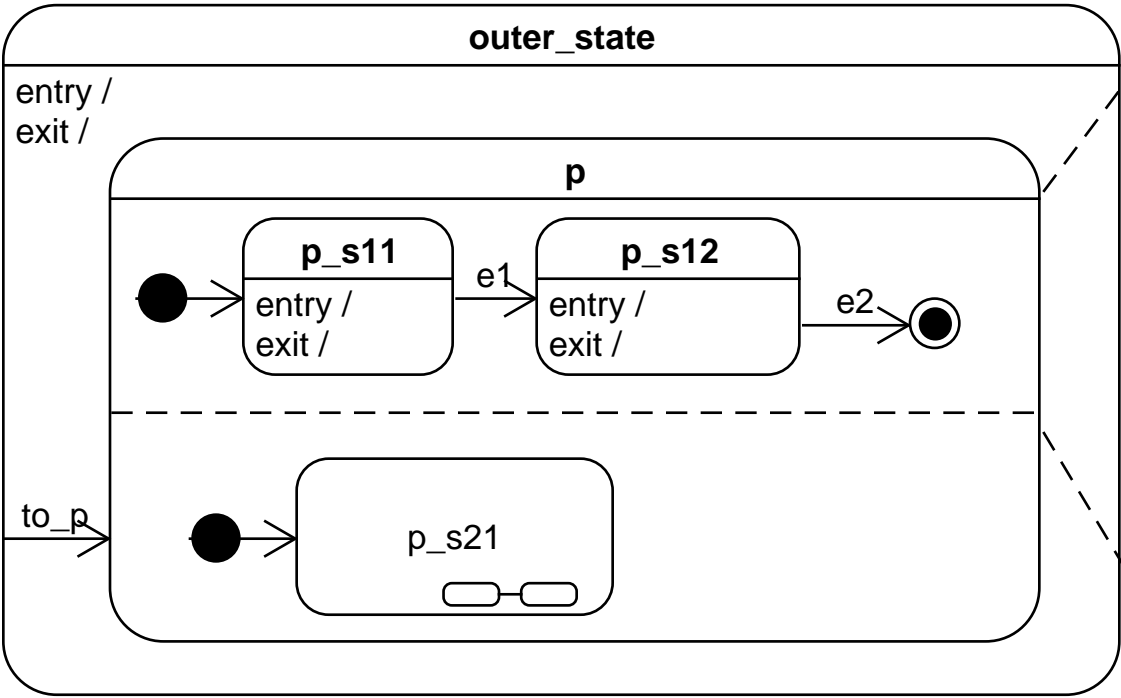 outer_state
entry /
exit /
p
p_s11
entry /
exit /
e1
p_s12
entry /
exit /
e2
to_p
p_s21